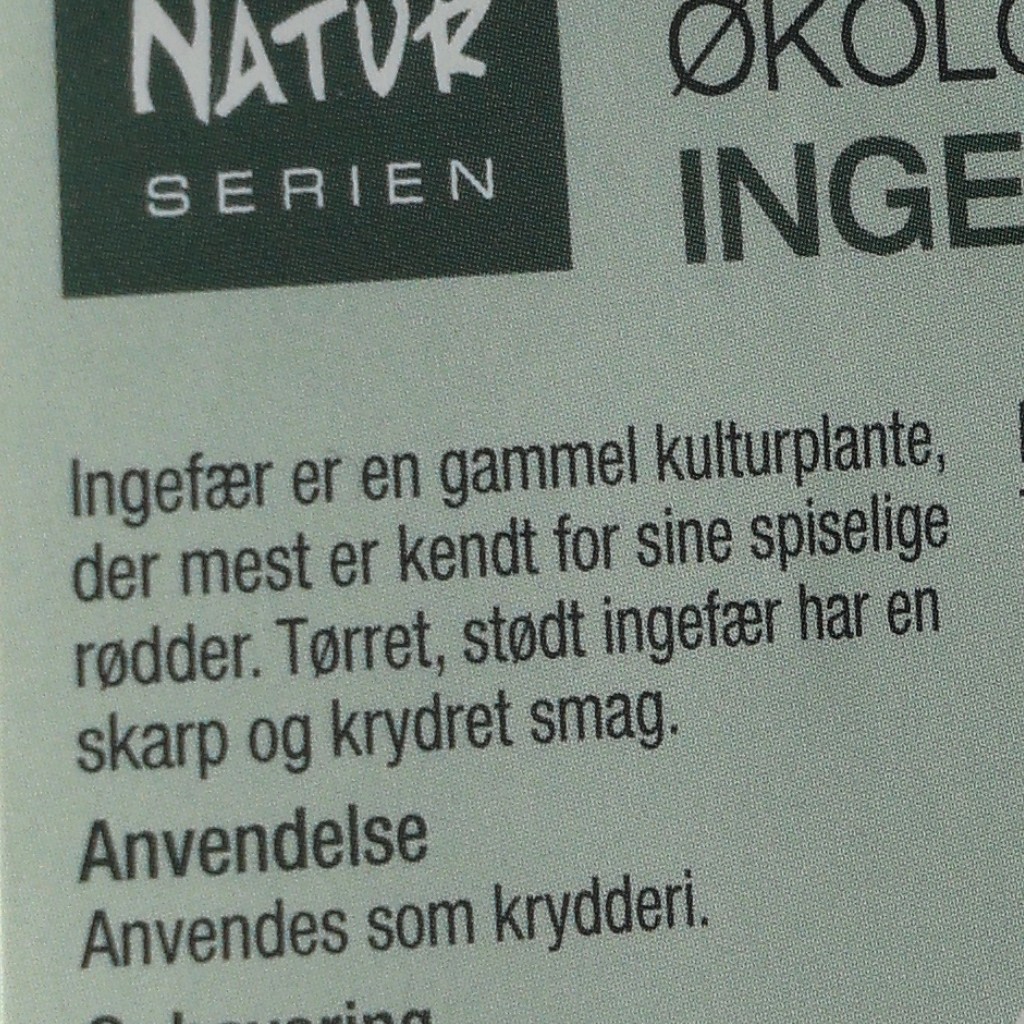 NATUR
SERIEN
INGE
Ingefær er en gammel kulturplante,
der mest er kendt for sine spiselige
rødder. Tørret, stødt ingefær har en
skarp og krydret smag.
Anvendelse
Anvendes som krydderi.